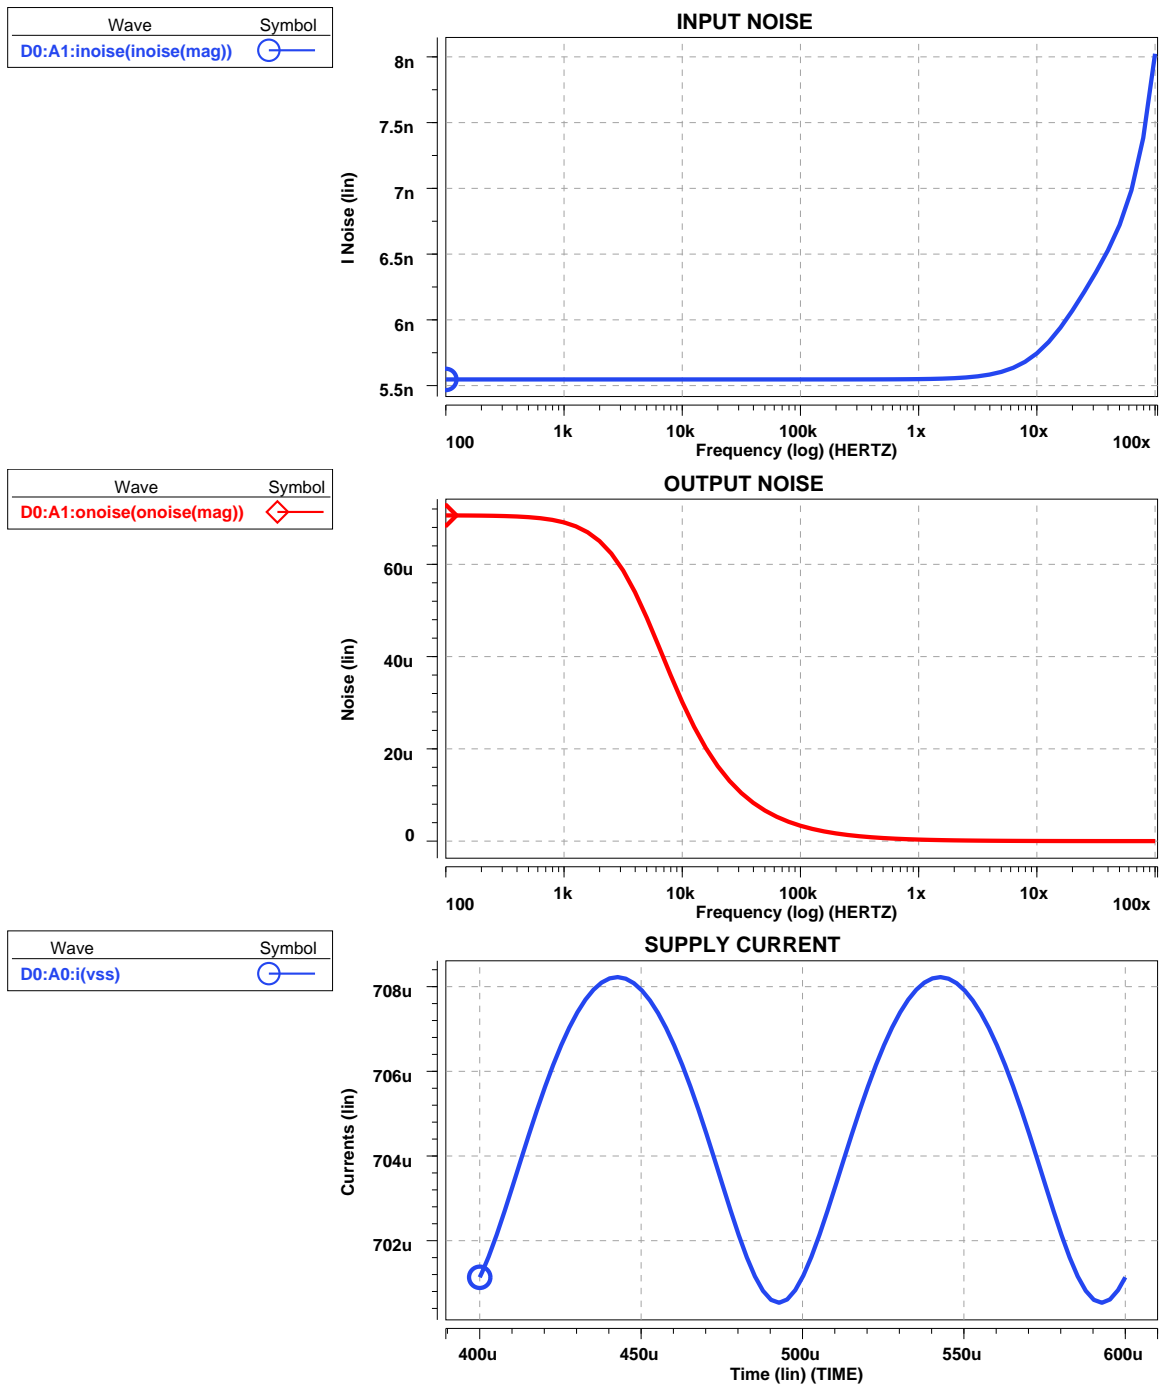 Wave Symbol
D0:A1:inoise(inoise(mag))
INPUT NOISE
8n
7.5n
7n
6.5n
6n
5.5n
I Noise (lin)
100 1k 10k 100k 1x 10x 100x
Frequency (log) (HERTZ)
Wave Symbol
D0:A1:onoise(onoise(mag))
OUTPUT NOISE
60u
40u
20u
0
Noise (lin)
100 1k 10k 100k 1x 10x 100x
Frequency (log) (HERTZ)
Wave Symbol
D0:A0:i(vss)
SUPPLY CURRENT
708u
706u
704u
702u
Currents (lin)
400u 450u 500u 550u 600u
Time (lin) (TIME)